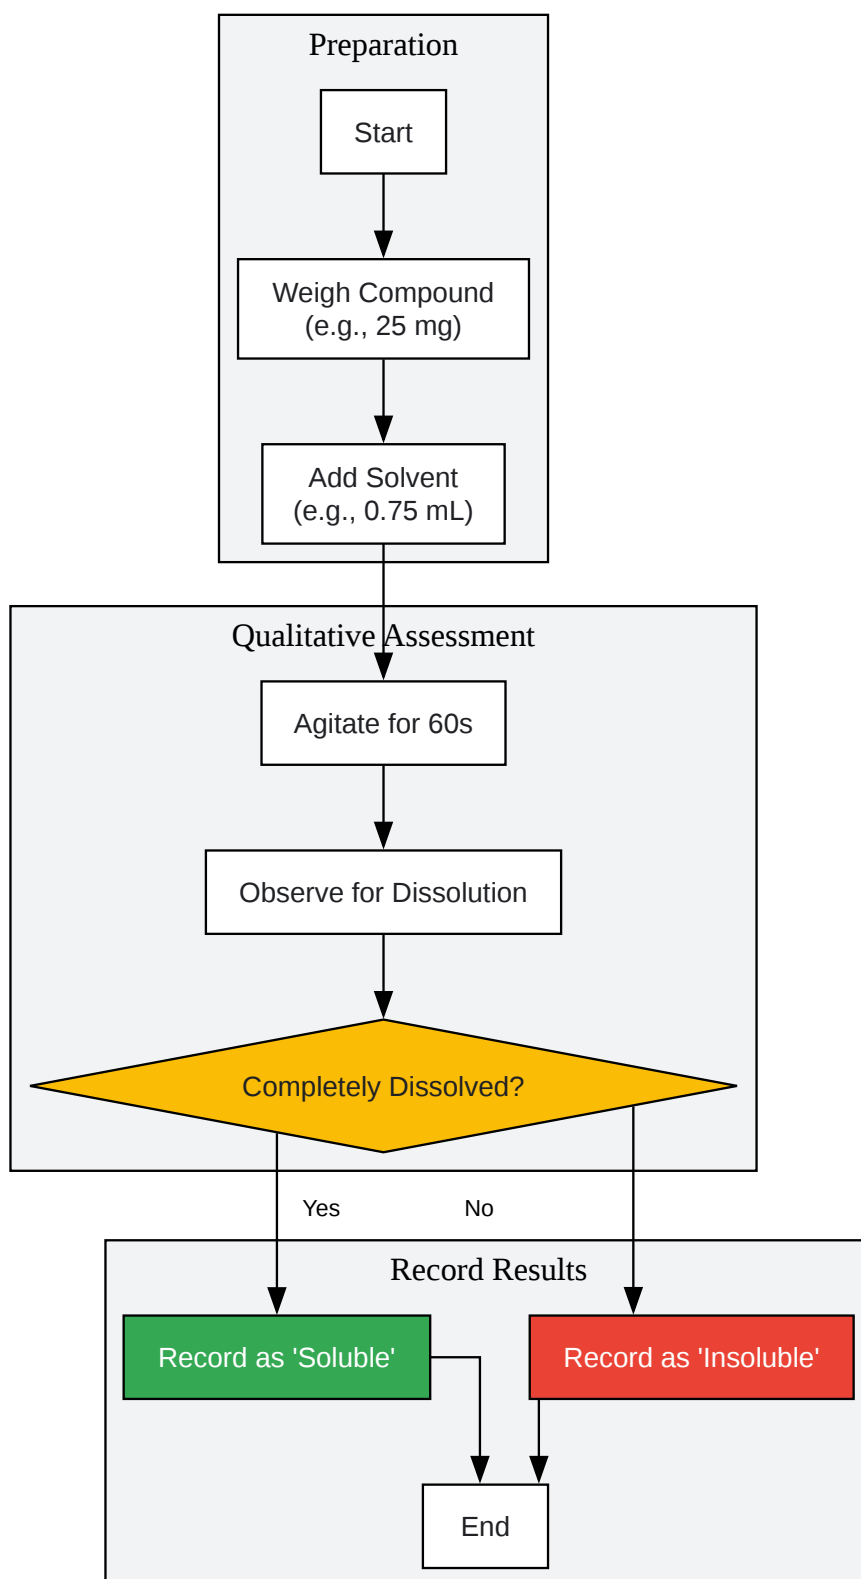 Preparation
Start
Weigh Compound
(e.g., 25 mg)
Add Solvent
(e.g., 0.75 mL)
Qualitative Assessment
Agitate for 60s
Observe for Dissolution
Completely Dissolved?
Yes
No
Record Results
Record as 'Soluble'
Record as 'Insoluble'
End